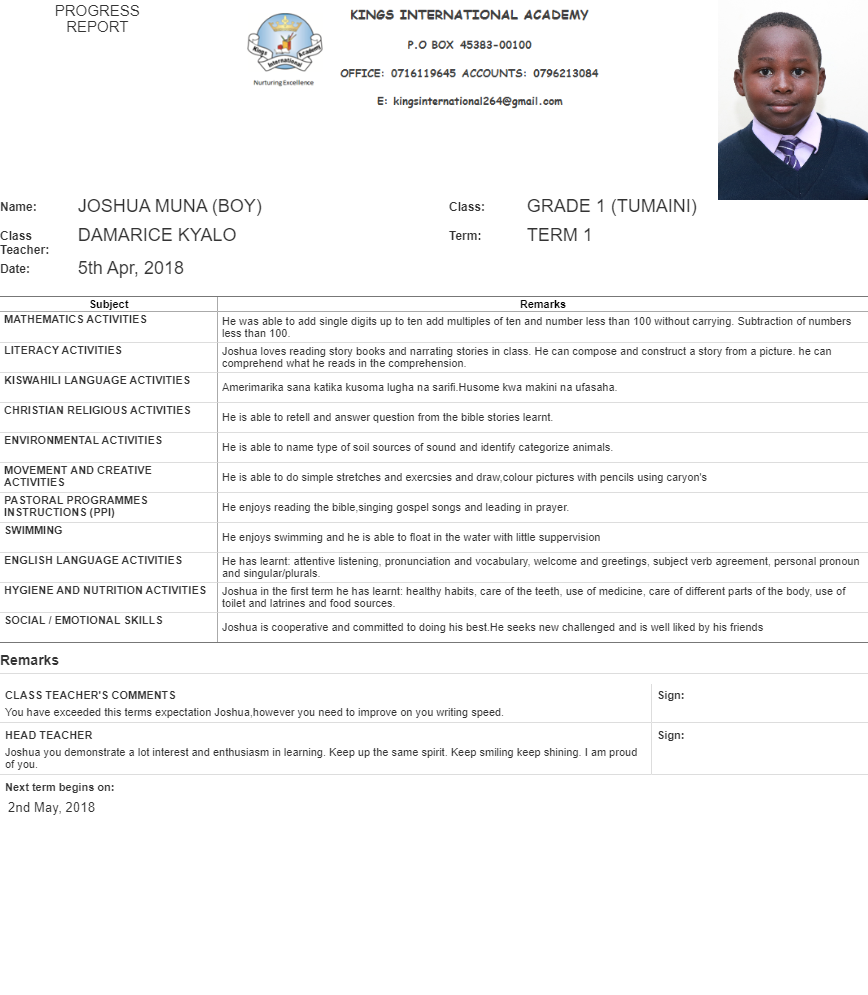 PROGRESS
REPORT
Kings International Academy
Nurturing Excellence
KINGS INTERNATIONAL ACADEMY
P.O BOX 45383-00100
OFFICE: 0716119645 ACCOUNTS: 0796213084
E: kingsinternational264@gmail.com
Name: JOSHUA MUNA (BOY) Class: GRADE 1 (TUMAINI)
Class Teacher: DAMARICE KYALO Term: TERM 1
Date: 5th Apr, 2018
Subject Remarks
MATHEMATICS ACTIVITIES
He was able to add single digits up to ten add multiples of ten and number less than 100 without carrying. Subtraction of numbers
less than 100.
LITERACY ACTIVITIES
Joshua loves reading story books and narrating stories in class. He can compose and construct a story from a picture. he can
comprehend what he reads in the comprehension.
KISWAHILI LANGUAGE ACTIVITIES
Amerimarika sana katika kusoma lugha na sarifi.Husome kwa makini na ufasaha.
CHRISTIAN RELIGIOUS ACTIVITIES
He is able to retell and answer question from the bible stories learnt.
ENVIRONMENTAL ACTIVITIES
He is able to name type of soil sources of sound and identify categorize animals.
MOVEMENT AND CREATIVE
ACTIVITIES
He is able to do simple stretches and exercsies and draw,colour pictures with pencils using caryon's
PASTORAL PROGRAMMES
INSTRUCTIONS (PPI)
He enjoys reading the bible,singing gospel songs and leading in prayer.
SWIMMING
He enjoys swimming and he is able to float in the water with little suppervision
ENGLISH LANGUAGE ACTIVITIES
He has learnt: attentive listening, pronunciation and vocabulary, welcome and greetings, subject verb agreement, personal pronoun
and singular/plurals.
HYGIENE AND NUTRITION ACTIVITIES
Joshua in the first term he has learnt: healthy habits, care of the teeth, use of medicine, care of different parts of the body, use of
toilet and latrines and food sources.
SOCIAL / EMOTIONAL SKILLS
Joshua is cooperative and committed to doing his best.He seeks new challenged and is well liked by his friends
Remarks
CLASS TEACHER'S COMMENTS Sign:
You have exceeded this terms expectation Joshua,however you need to improve on you writing speed.
HEAD TEACHER Sign:
Joshua you demonstrate a lot interest and enthusiasm in learning. Keep up the same spirit. Keep smiling keep shining. I am proud
of you.
Next term begins on:
2nd May, 2018